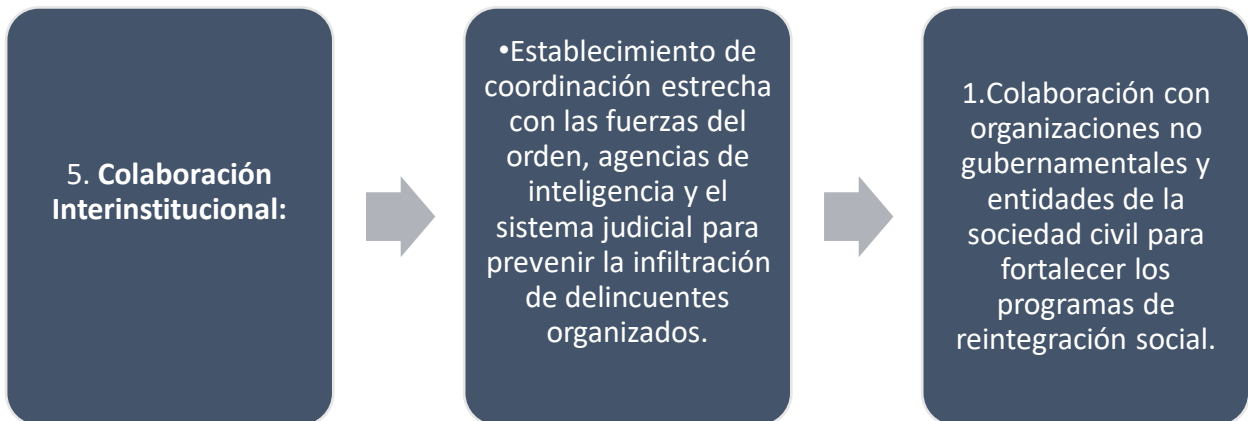 5. Colaboración
Interinstitucional:
•Establecimiento de
coordinación estrecha
con las fuerzas del
orden, agencias de
inteligencia y el
sistema judicial para
prevenir la infiltración
de delincuentes
organizados.
1.Colaboración con
organizaciones no
gubernamentales y
entidades de la
sociedad civil para
fortalecer los
programas de
reintegración social.